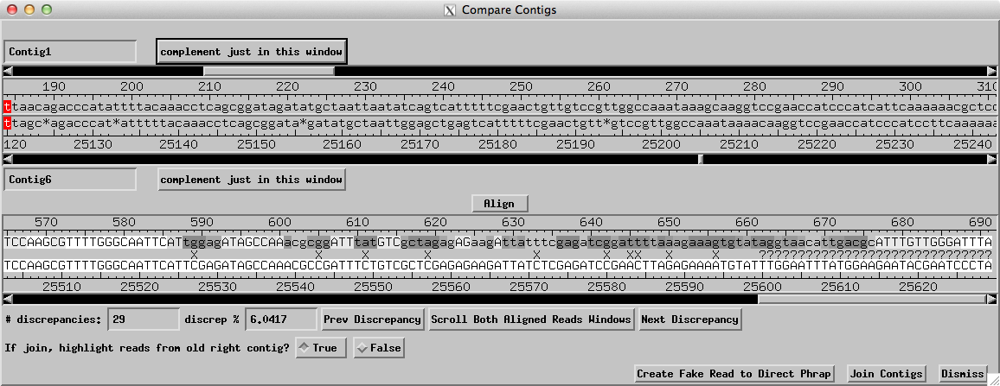 Compare Contigs
Contig1 complement just in this window
190 200 210 220 230 240 250 260 270 280 290 300 310
ttaacagacccatattttacaaacctcagcggatagatatgctaattaatatcagtcatttttcgaactgttgtccgttggccaaataaagcaaggtccgaaccatcccatcattcaaaaaacgctcc
ttagc*agacccat*atttttacaaacctcagcggata*gatatgctaattggagctgagtcatttttcgaactgtt*gtccgttggccaaataaaacaaggtccgaaccatcccatccttcaaaaaa
120 25130 25140 25150 25160 25170 25180 25190 25200 25210 25220 25230 25240
Contig6 complement just in this window
Align
570 580 590 600 610 620 630 640 650 660 670 680 690
TCCAAGCGTTTTGGGCAATTCATtggagATAGCCAAacgcggATTtatGTCgctagagAGaagAttatttcgagatcggattttaaagaaagtgtataggtaacattgacgcATTTGTTGGGATTTA
TCCAAGCGTTTTGGGCAATTCATTCGAGATAGCCAAACGCCGATTTCTGTCGCTCGAGAGAAGATTATCTCGAGATCCGAACTTAGAGAAAATGTATTTGGAATTTATGGAAGAATACGAATCCCTA
25510 25520 25530 25540 25550 25560 25570 25580 25590 25600 25610 25620
# discrepancies: 29 discrep % 6.0417 Prev Discrepancy Scroll Both Aligned Reads Windows Next Discrepancy
If join, highlight reads from old right contig? True False
Create Fake Read to Direct Phrap Join Contigs Dismiss